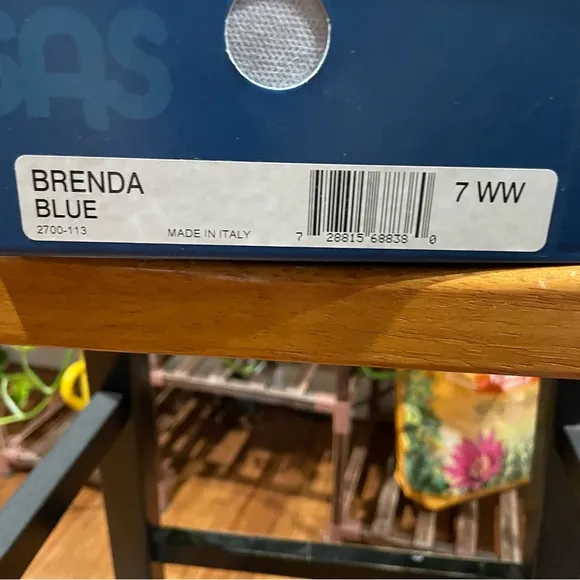 SAS
BRENDA
BLUE
2700-113
MADE IN ITALY
7 28815 68838 0
7 WW